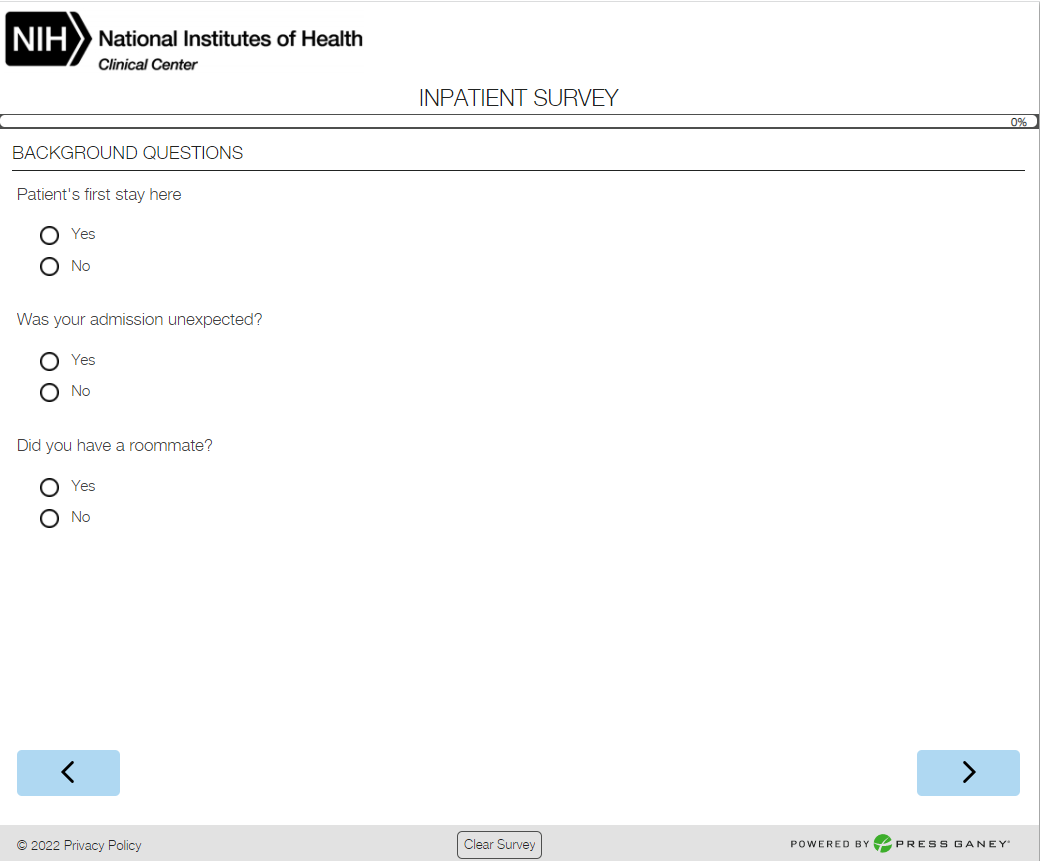 NIH
National Institutes of Health
Clinical Center
INPATIENT SURVEY
0%
BACKGROUND QUESTIONS
Patient's first stay here
Yes
No
Was your admission unexpected?
Yes
No
Did you have a roommate?
Yes
No
© 2022 Privacy Policy
Clear Survey
POWERED BY PRESS GANEY